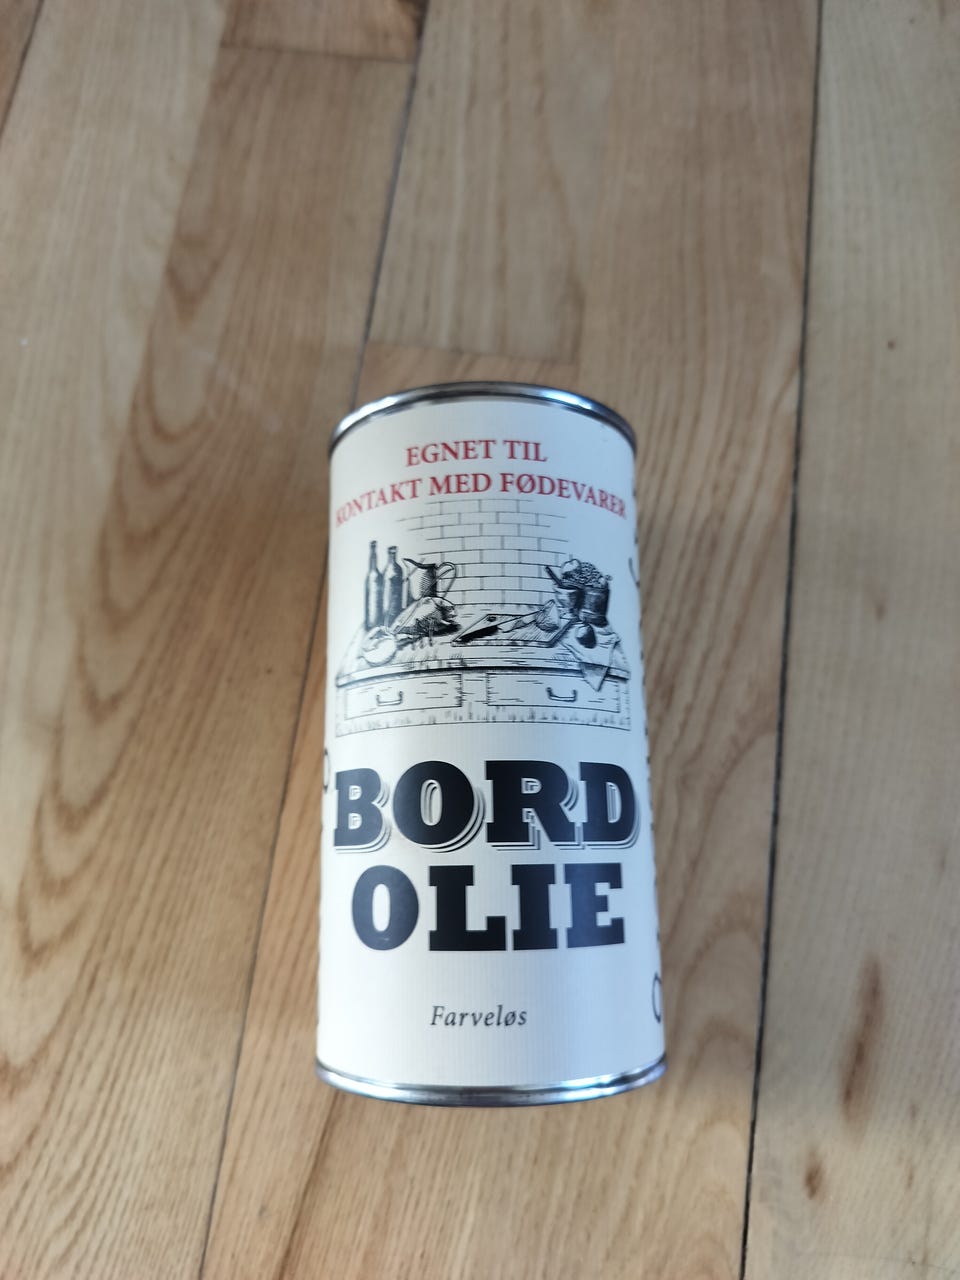 EGNET TIL
KONTAKT MED FØDEVARER
BORD
OLIE
Farveløs